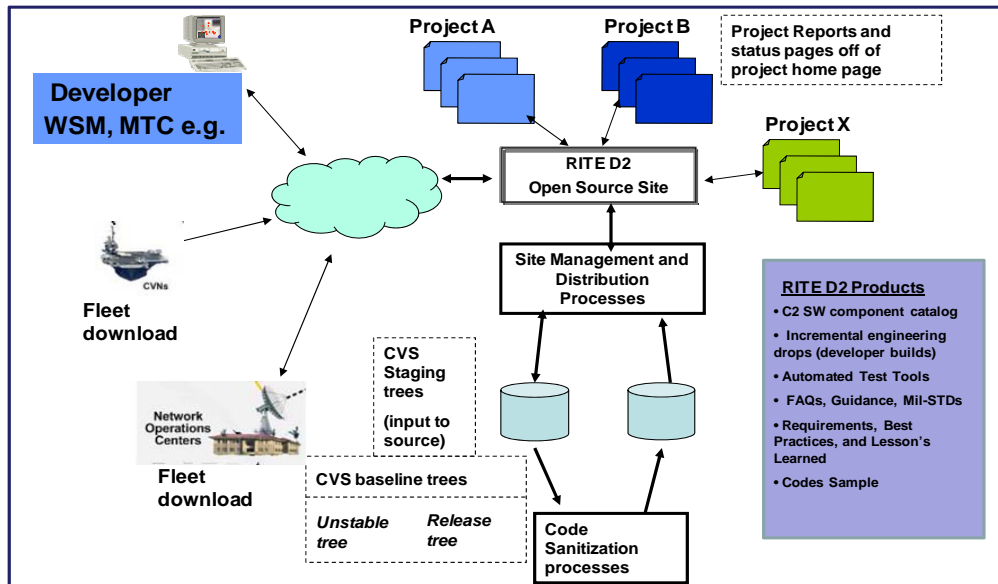 Project A
Project B
Project Reports and
status pages off of
project home page
Developer
WSM, MTC e.g.
Project X
RITE D2
Open Source Site
CVNs
Fleet
download
Site Management and
Distribution
Processes
RITE D2 Products
• C2 SW component catalog
• Incremental engineering
drops (developer builds)
• Automated Test Tools
• FAQs, Guidance, Mil-STDs
• Requirements, Best
Practices, and Lesson's
Learned
• Codes Sample
CVS
Staging
trees
(input to
source)
Network
Operations
Centers
Fleet
download
CVS baseline trees
Unstable
tree
Release
tree
Code
Sanitization
processes